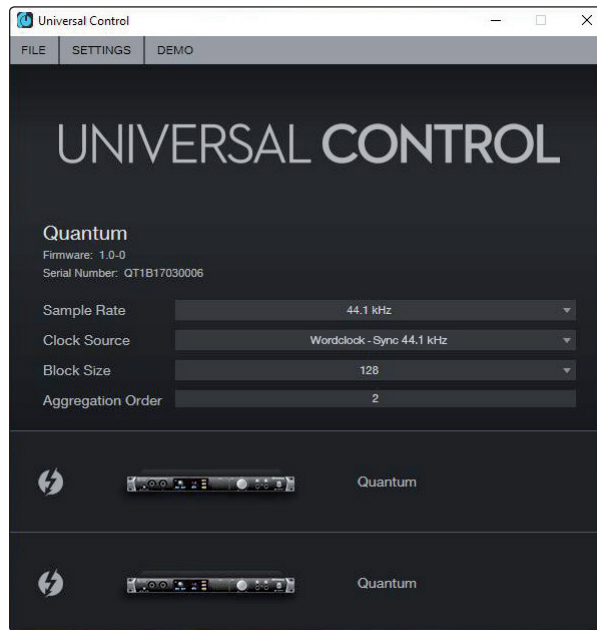 Universal Control
FILE SETTINGS DEMO
UNIVERSAL CONTROL
Quantum
Firmware: 1.0-0
Serial Number: QT1B17030006
Sample Rate 44.1 kHz
Clock Source Wordclock - Sync 44.1 kHz
Block Size 128
Aggregation Order 2
Quantum
Quantum